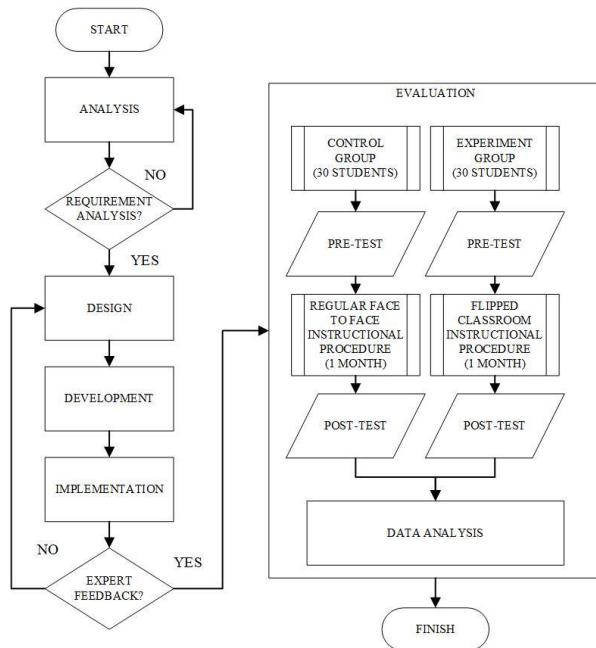 START
ANALYSIS
NO
REQUIREMENT
ANALYSIS?
YES
DESIGN
DEVELOPMENT
IMPLEMENTATION
NO
YES
EXPERT
FEEDBACK?
EVALUATION
CONTROL
GROUP
(30 STUDENTS)
EXPERIMENT
GROUP
(30 STUDENTS)
PRE-TEST
PRE-TEST
REGULAR FACE
TO FACE
INSTRUCTIONAL
PROCEDURE
(1 MONTH)
FLIPPED
CLASSROOM
INSTRUCTIONAL
PROCEDURE
(1 MONTH)
POST-TEST
POST-TEST
DATA ANALYSIS
FINISH